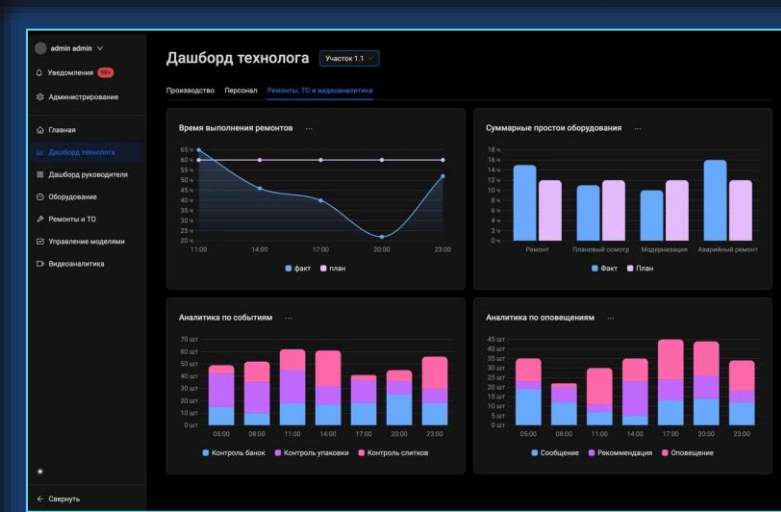 admin admin
Уведомления 99+
Администрирование
Главная
Дашборд технолога
Дашборд руководителя
Оборудование
Ремонты и ТО
Управление моделями
Видеоаналитика
Свернуть
Дашборд технолога Участок 1.1
Производство Персонал Ремонты, ТО и видеоаналитика
Время выполнения ремонтов ...
65 ч
60 ч
55 ч
50 ч
45 ч
40 ч
35 ч
30 ч
25 ч
20 ч
11:00 14:00 17:00 20:00 23:00
факт план
Суммарные простои оборудования ...
18 ч
16 ч
14 ч
12 ч
10 ч
8 ч
6 ч
4 ч
2 ч
0 ч
Ремонт Плановый осмотр Модернизация Аварийный ремонт
Факт План
Аналитика по событиям ...
70 шт
60 шт
50 шт
40 шт
30 шт
20 шт
10 шт
0 шт
05:00 08:00 11:00 14:00 17:00 20:00 23:00
Контроль банок Контроль упаковки Контроль слитков
Аналитика по оповещениям ...
45 шт
40 шт
35 шт
30 шт
25 шт
20 шт
15 шт
10 шт
5 шт
0 шт
05:00 08:00 11:00 14:00 17:00 20:00 23:00
Сообщение Рекоммендация Оповещение